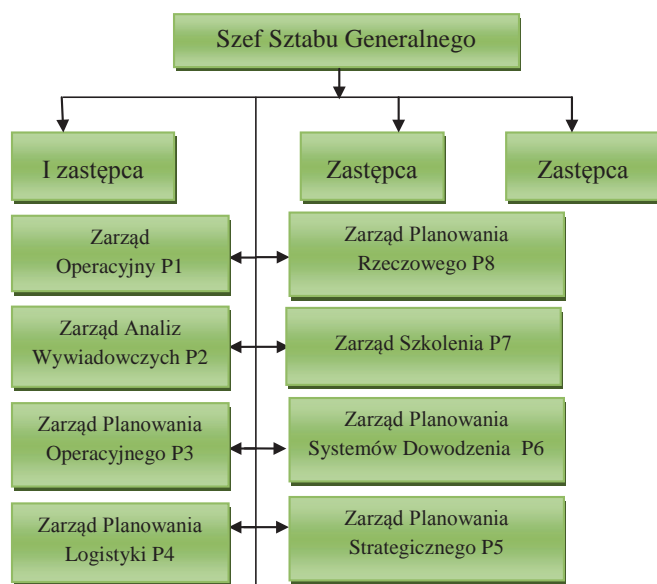 Szef Sztabu Generalnego
I zastępca
Zastępca
Zastępca
Zarząd
Operacyjny P1
Zarząd Planowania
Rzeczowego P8
Zarząd Analiz
Wywiadowczych P2
Zarząd Szkolenia P7
Zarząd Planowania
Operacyjnego P3
Zarząd Planowania
Systemów Dowodzenia P6
Zarząd Planowania
Logistyki P4
Zarząd Planowania
Strategicznego P5